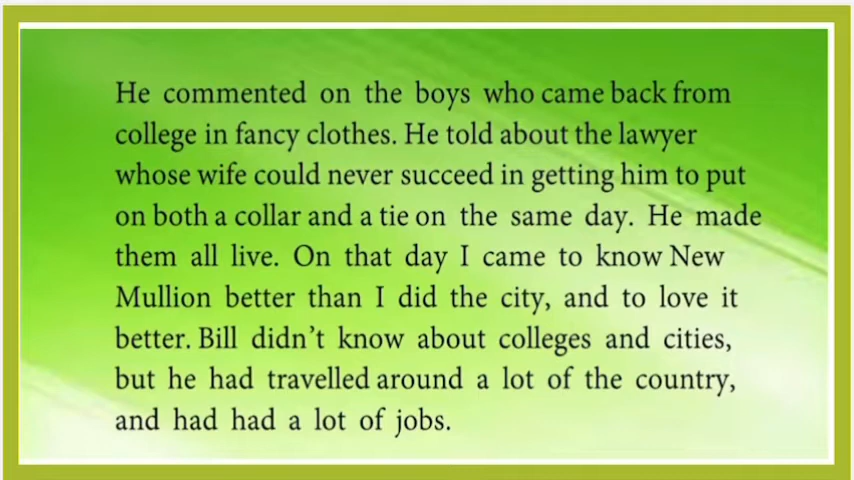 He commented on the boys who came back from
college in fancy clothes. He told about the lawyer
whose wife could never succeed in getting him to put
on both a collar and a tie on the same day. He made
them all live. On that day I came to know New
Mullion better than I did the city, and to love it
better. Bill didn't know about colleges and cities,
but he had travelled around a lot of the country,
and had had a lot of jobs.